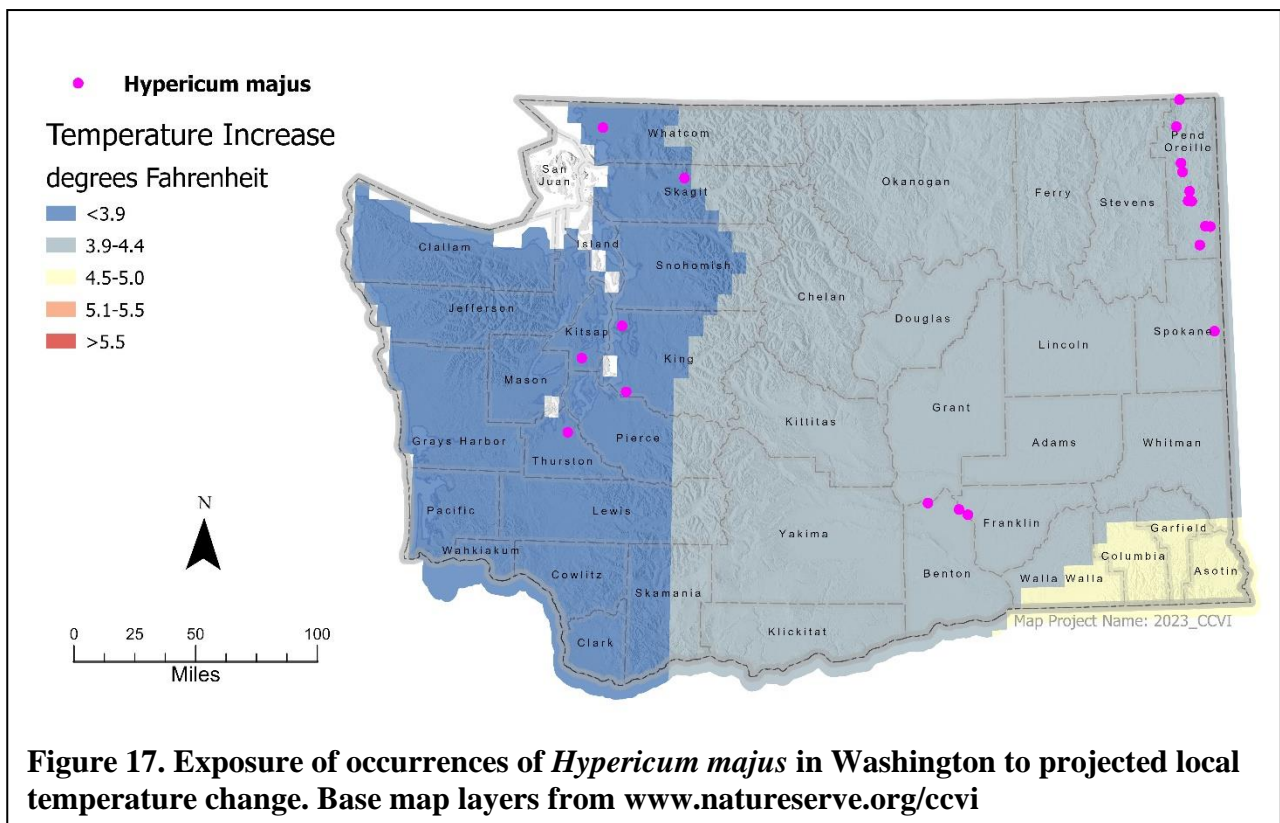 Hypericum majus
Temperature Increase
degrees Fahrenheit
<3.9
3.9-4.4
4.5-5.0
5.1-5.5
>5.5
N
0 25 50 100
Miles
Whatcom
San
Juan
Skagit
Okanogan
Ferry
Stevens
Pend
Oreille
Clallam
Island
Snohomish
Chelan
Jefferson
Kitsap
King
Douglas
Lincoln
Spokane
Mason
Grant
Kittitas
Adams
Whitman
Grays Harbor
Pierce
Thurston
Pacific
Lewis
Yakima
Franklin
Garfield
Wahkiakum
Columbia
Cowlitz
Skamania
Benton
Walla Walla
Asotin
Clark
Klickitat
Map Project Name: 2023_CCVI
Figure 17. Exposure of occurrences of Hypericum majus in Washington to projected local
temperature change. Base map layers from www.natureserve.org/ccvi